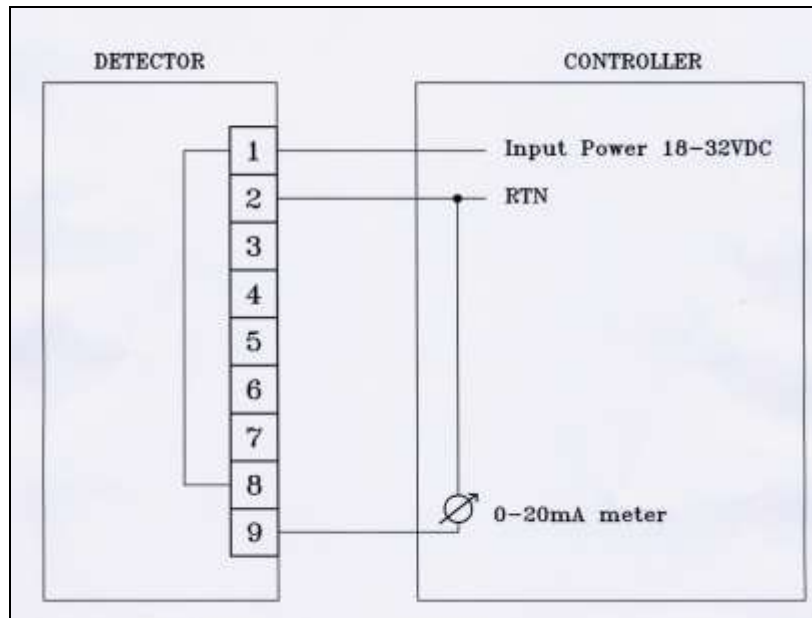 DETECTOR
CONTROLLER
1
Input Power 18-32VDC
2
RTN
3
4
5
6
7
8
9
0-20mA meter